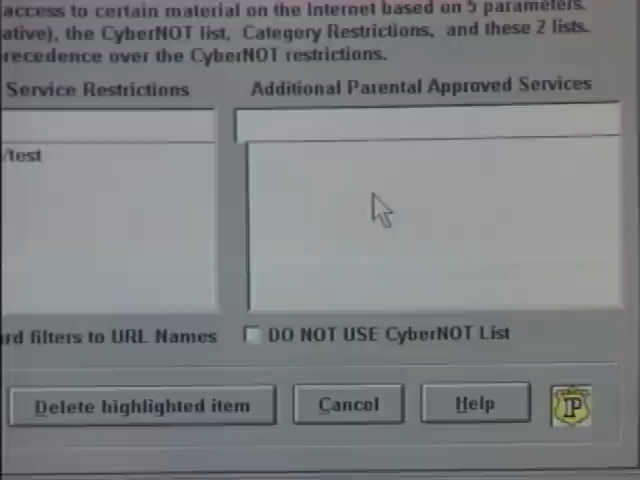 access to certain material on the Internet based on 5 parameters.
ative), the CyberNOT list, Category Restrictions, and these 2 lists.
recedence over the CyberNOT restrictions.
Service Restrictions
Additional Parental Approved Services
/test
rd filters to URL Names
DO NOT USE CyberNOT List
Delete highlighted item
Cancel
Help
IP